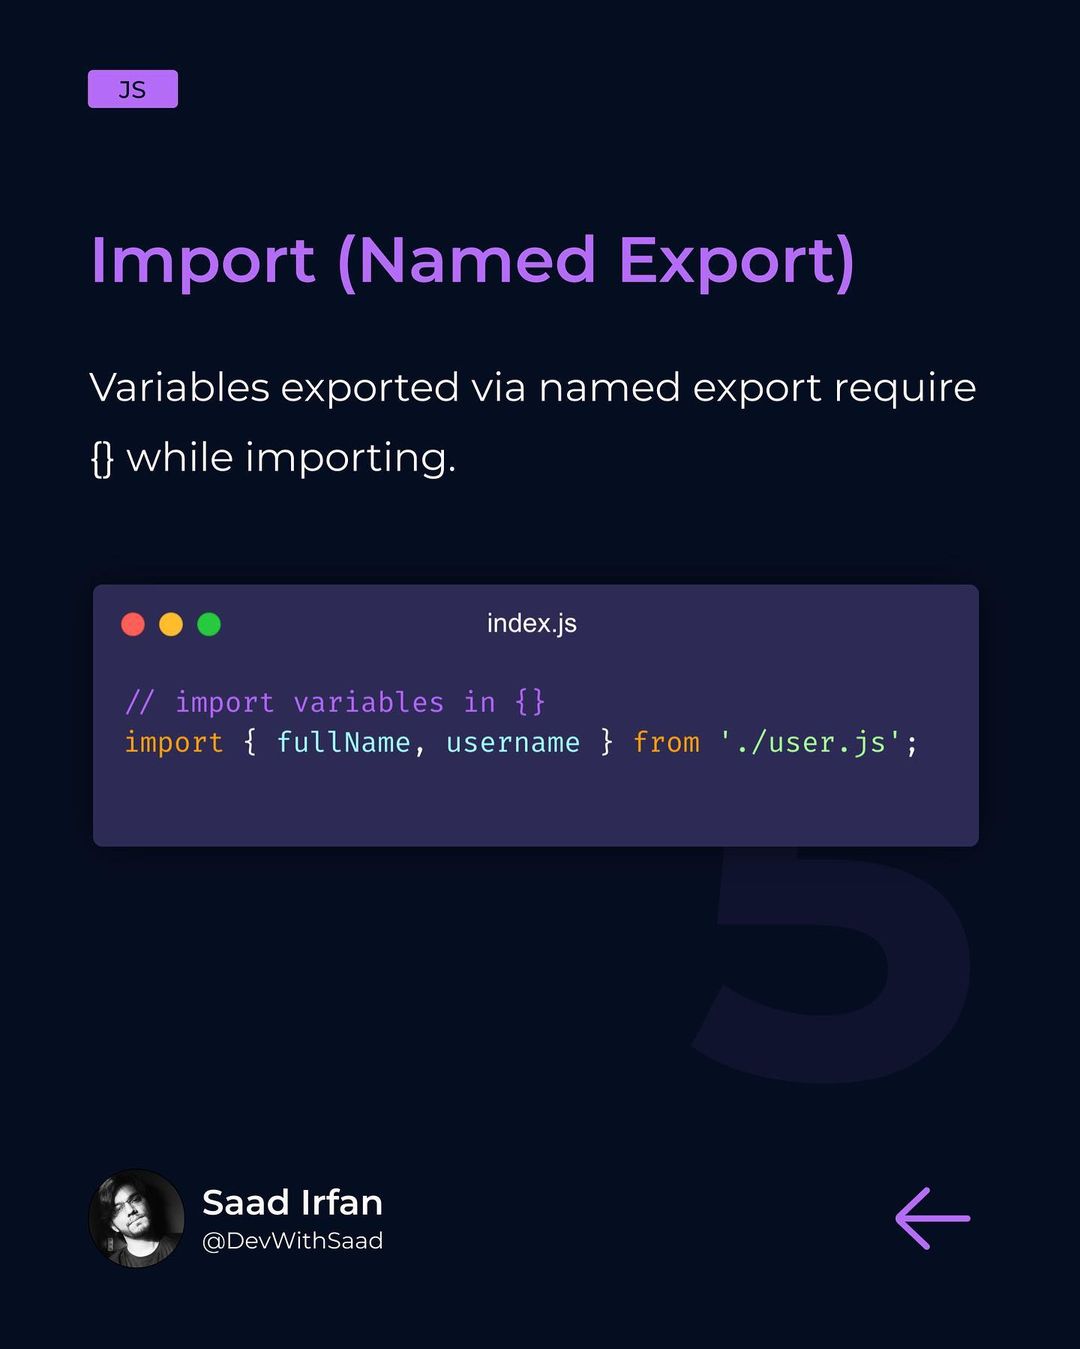 JS
Import (Named Export)
Variables exported via named export require
{} while importing.
index.js
// import variables in {}
import { fullName, username } from './user.js';
5
Saad Irfan
@DevWithSaad